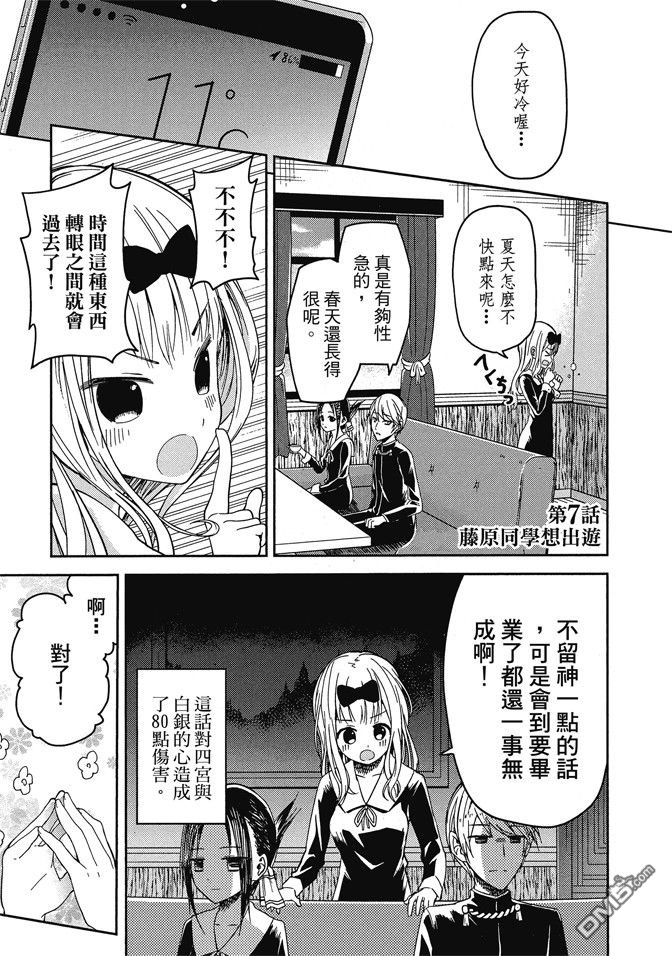 86%
11°
今天好冷喔…
夏天怎麼不
快點來呢…
へくちっ
真是有夠性
急的，
春天還長得
很呢。
第7話
藤原同學想出遊
不不不！
時間這種東西
轉眼之間就會
過去了！
不留神一點的話
，可是會到要畢
業了都還一事無
成啊！
這話對四宮與
白銀的心造成
了80點傷害。
啊…
對了！
DM5.com